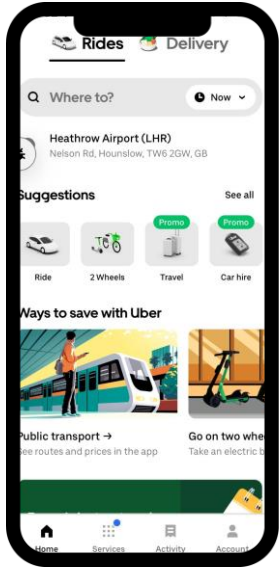 Rides Delivery
Where to? Now
Heathrow Airport (LHR)
Nelson Rd, Hounslow, TW6 2GW, GB
Suggestions See all
Promo Promo
Ride 2 Wheels Travel Car hire
Ways to save with Uber
Public transport → Go on two whe
See routes and prices in the app Take an electric b
Home Services Activity Account